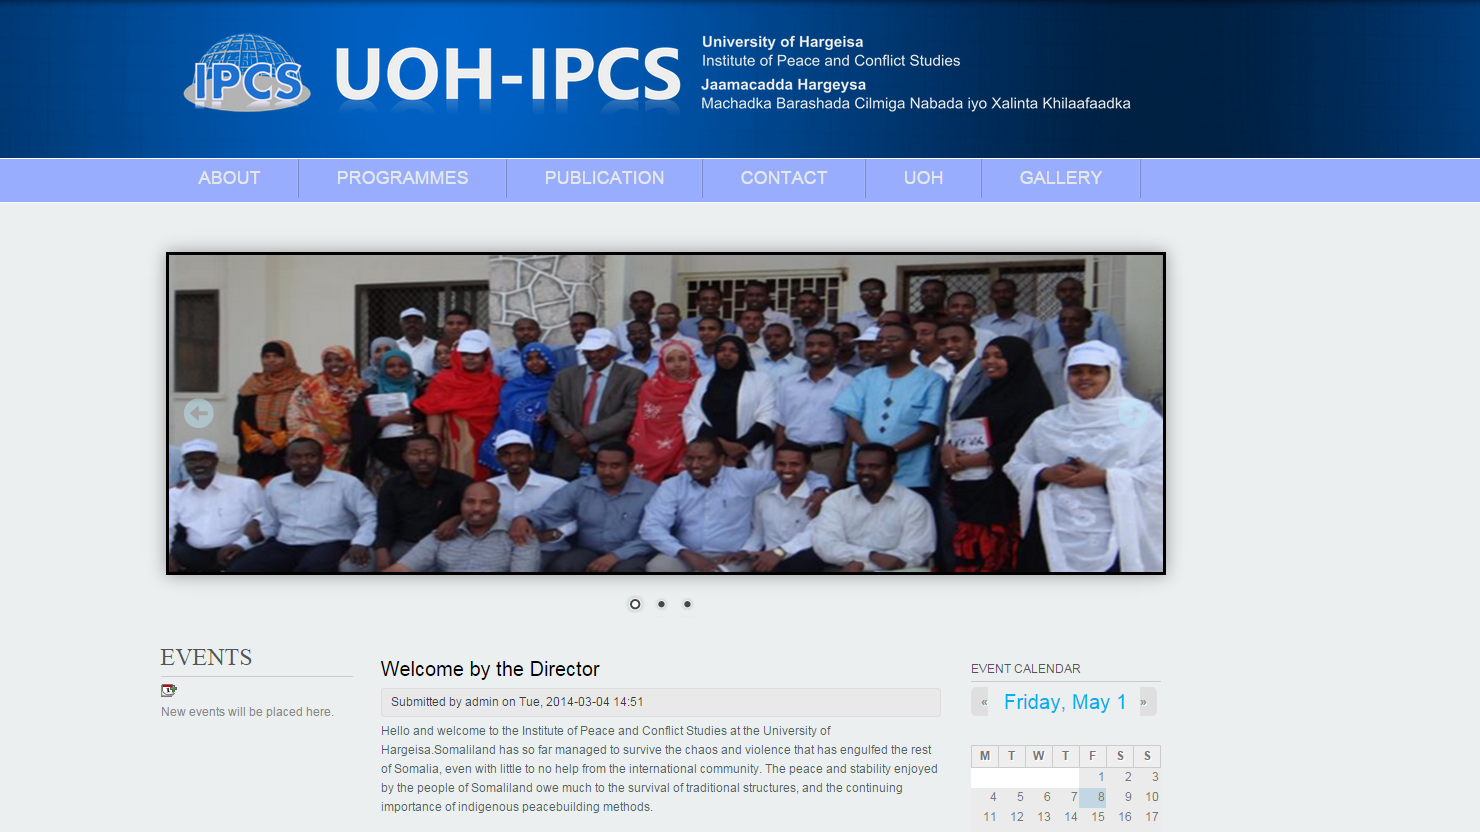 IPCS
UOH-IPCS
University of Hargeisa
Institute of Peace and Conflict Studies
Jaamacadda Hargeysa
Machadka Barashada Cilmiga Nabada iyo Xalinta Khilaafaadka
ABOUT PROGRAMMES PUBLICATION CONTACT UOH GALLERY
EVENTS
New events will be placed here.
Welcome by the Director
Submitted by admin on Tue, 2014-03-04 14:51
Hello and welcome to the Institute of Peace and Conflict Studies at the University of
Hargeisa.Somaliland has so far managed to survive the chaos and violence that has engulfed the rest
of Somalia, even with little to no help from the international community. The peace and stability enjoyed
by the people of Somaliland owe much to the survival of traditional structures, and the continuing
importance of indigenous peacebuilding methods.
EVENT CALENDAR
« Friday, May 1 »
M T W T F S S
1 2 3
4 5 6 7 8 9 10
11 12 13 14 15 16 17